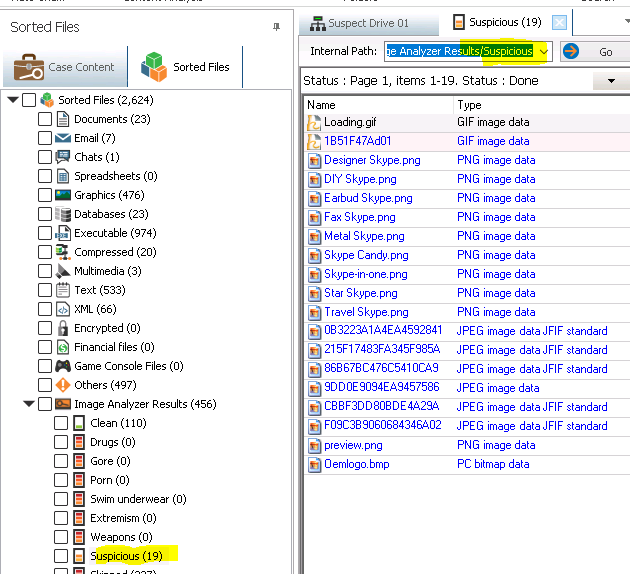 Sorted Files
Case Content
Sorted Files
Sorted Files (2,624)
Documents (23)
Email (7)
Chats (1)
Spreadsheets (0)
Graphics (476)
Databases (23)
Executable (974)
Compressed (20)
Multimedia (3)
Text (533)
XML (66)
Encrypted (0)
Financial files (0)
Game Console Files (0)
Others (497)
Image Analyzer Results (456)
Clean (110)
Drugs (0)
Gore (0)
Porn (0)
Swim underwear (0)
Extremism (0)
Weapons (0)
Suspicious (19)
Suspect Drive 01
Suspicious (19)
Internal Path:
ge Analyzer Results/Suspicious
Go
Status : Page 1, items 1-19. Status : Done
Name Type
Loading.gif GIF image data
1B51F47Ad01 GIF image data
Designer Skype.png PNG image data
DIY Skype.png PNG image data
Earbud Skype.png PNG image data
Fax Skype.png PNG image data
Metal Skype.png PNG image data
Skype Candy.png PNG image data
Skype-in-one.png PNG image data
Star Skype.png PNG image data
Travel Skype.png PNG image data
0B3223A1A4EA4592841 JPEG image data JFIF standard
215F17483FA345F985A JPEG image data JFIF standard
86B67BC476C5410CA9 JPEG image data JFIF standard
9DD0E9094EA9457586 JPEG image data
CBBF3DD80BDE4A29A JPEG image data JFIF standard
F09C3B9060684346A02 JPEG image data JFIF standard
preview.png PNG image data
Oemlogo.bmp PC bitmap data